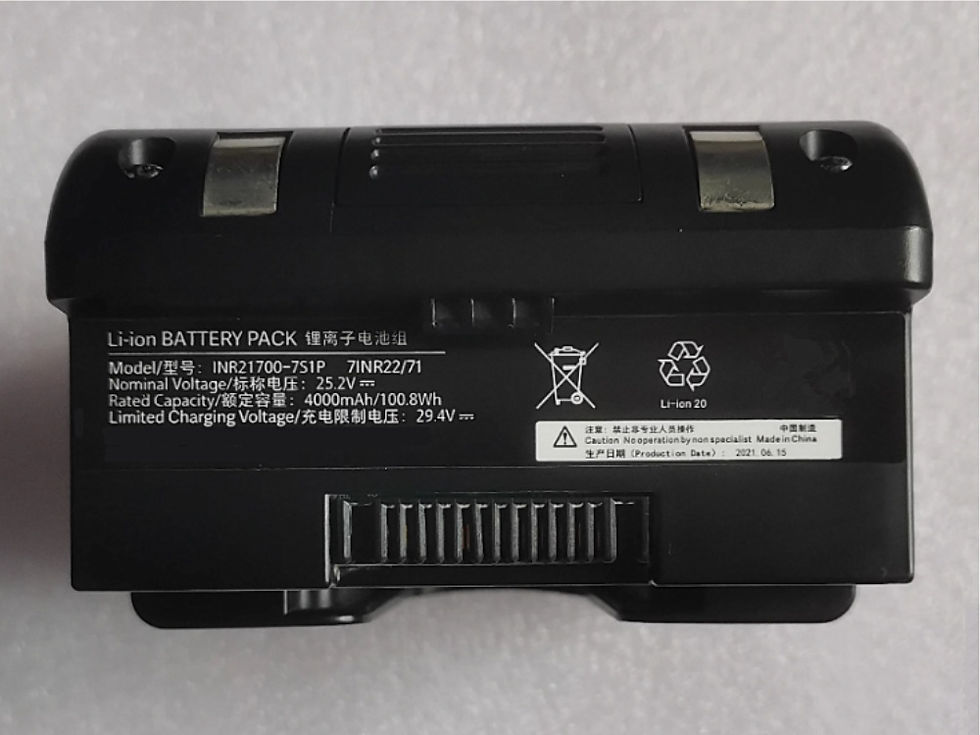 Li-ion BATTERY PACK 锂离子电池组
Model/型号: INR21700-7S1P 7INR22/71
Nominal Voltage/标称电压: 25.2V⎓
Rated Capacity/额定容量: 4000mAh/100.8Wh
Limited Charging Voltage/充电限制电压: 29.4V⎓
Li-ion 20
注意: 禁止非专业人员操作 中国制造
Caution No operation by non specialist Made in China
生产日期 (Production Date): 2021.06.15